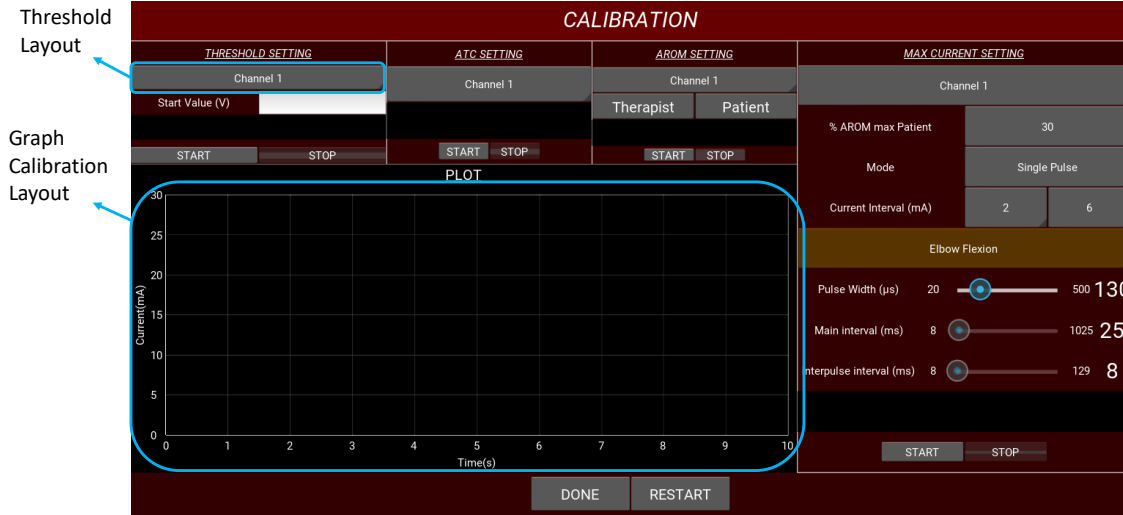 Threshold
Layout
Graph
Calibration
Layout
CALIBRATION
THRESHOLD SETTING
Channel 1
Start Value (V)
START STOP
ATC SETTING
Channel 1
START STOP
AROM SETTING
Channel 1
Therapist Patient
START STOP
MAX CURRENT SETTING
Channel 1
% AROM max Patient 30
Mode Single Pulse
Current Interval (mA) 2 6
Elbow Flexion
Pulse Width (µs) 20 500 130
Main interval (ms) 8 1025 25
nterpulse interval (ms) 8 129 8
START STOP
PLOT
30
25
20
15
10
5
0
Current(mA)
0 1 2 3 4 5 6 7 8 9 10
Time(s)
DONE RESTART